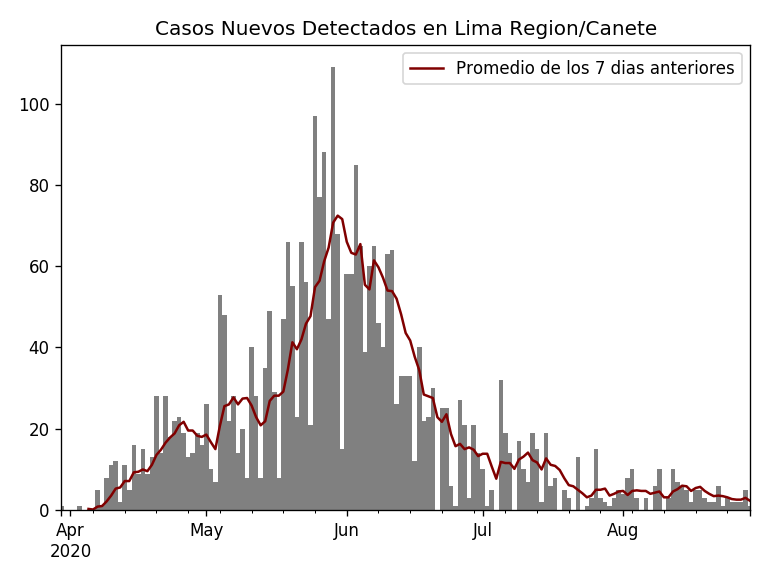 Casos Nuevos Detectados en Lima Region/Canete
Promedio de los 7 dias anteriores
100
80
60
40
20
0
Apr May Jun Jul Aug
2020